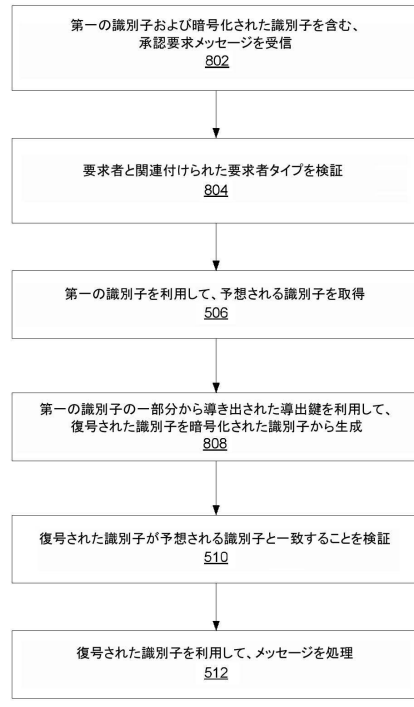 第一の識別子および暗号化された識別子を含む、
承認要求メッセージを受信
802
要求者と関連付けられた要求者タイプを検証
804
第一の識別子を利用して、予想される識別子を取得
506
第一の識別子の一部分から導き出された導出鍵を利用して、
復号された識別子を暗号化された識別子から生成
808
復号された識別子が予想される識別子と一致することを検証
510
復号された識別子を利用して、メッセージを処理
512